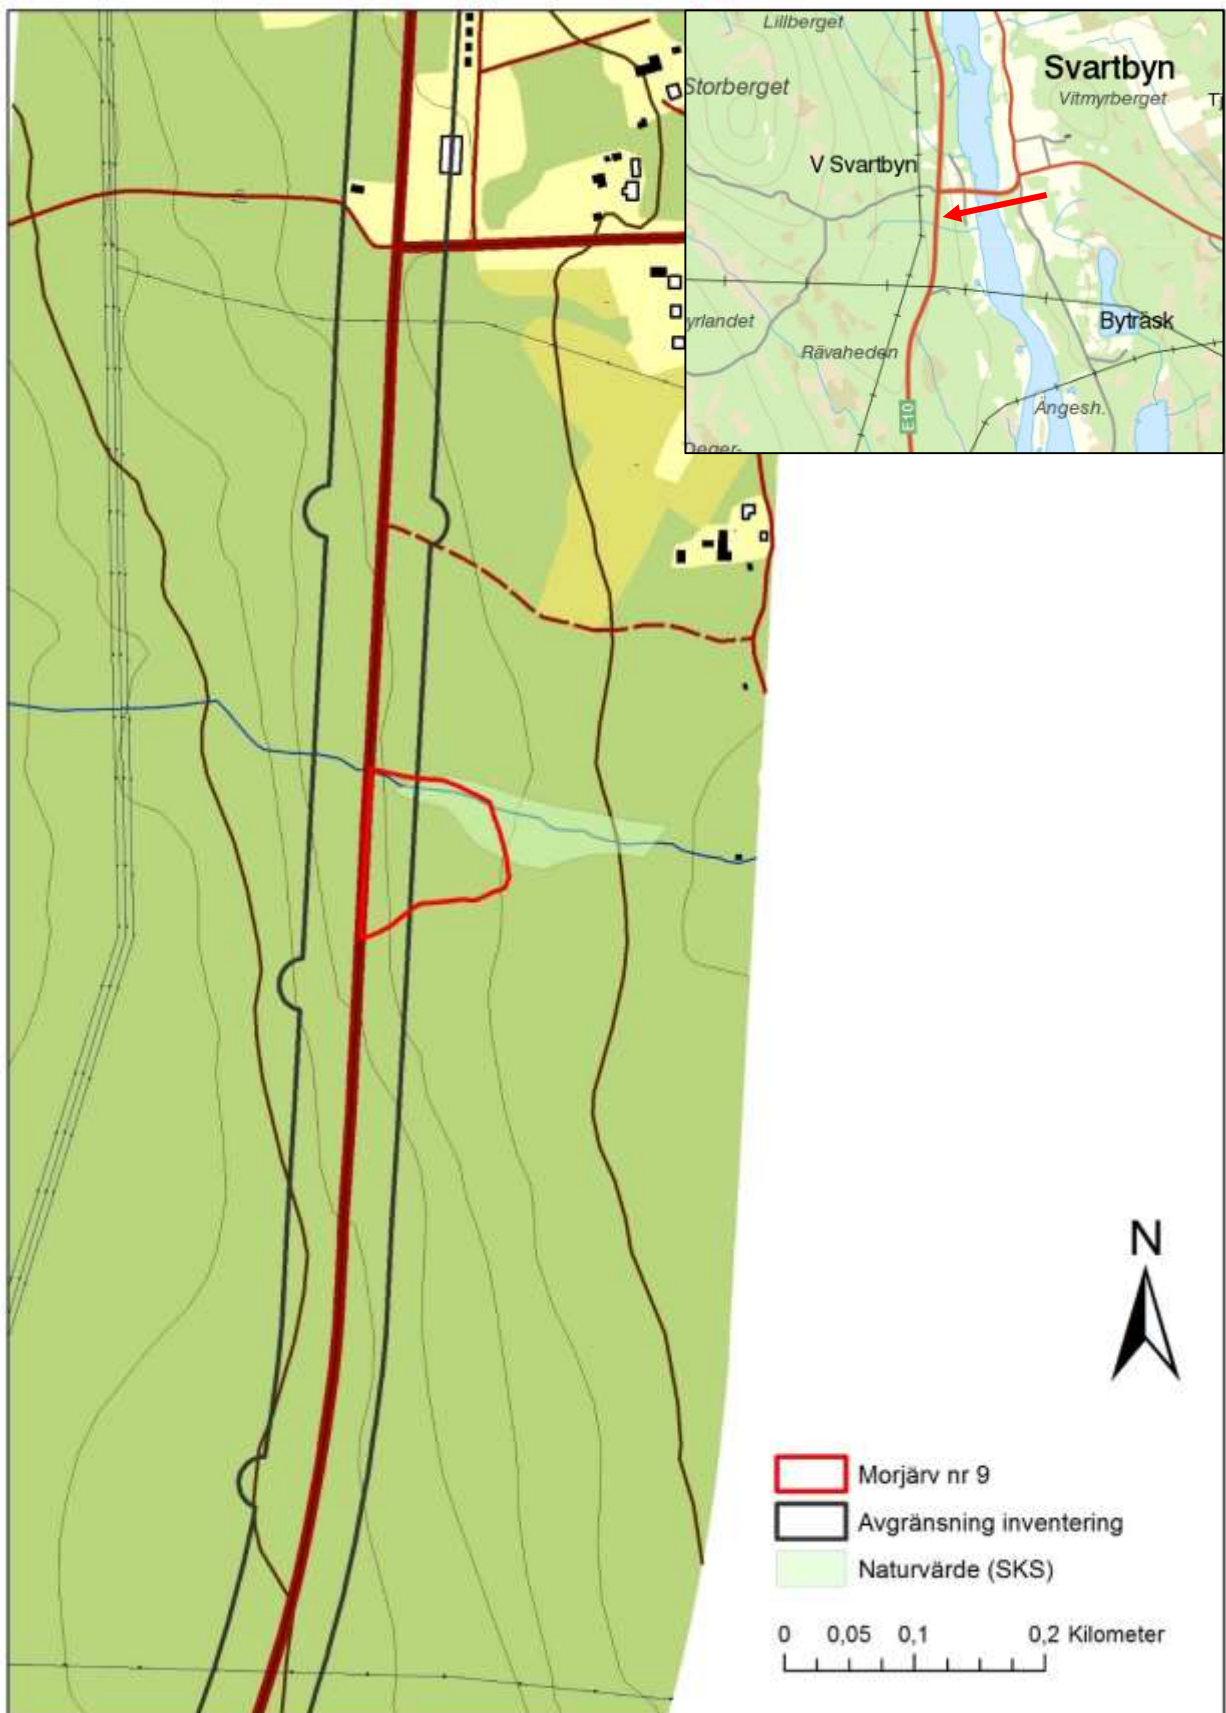 Lillberget
Svartbyn
Storberget
Vitmyrberget
V Svartbyn
yrlandet
Byträsk
Rävaheden
Ängesh.
E10
Deger-
N
Morjärv nr 9
Avgränsning inventering
Naturvärde (SKS)
0 0,05 0,1 0,2 Kilometer